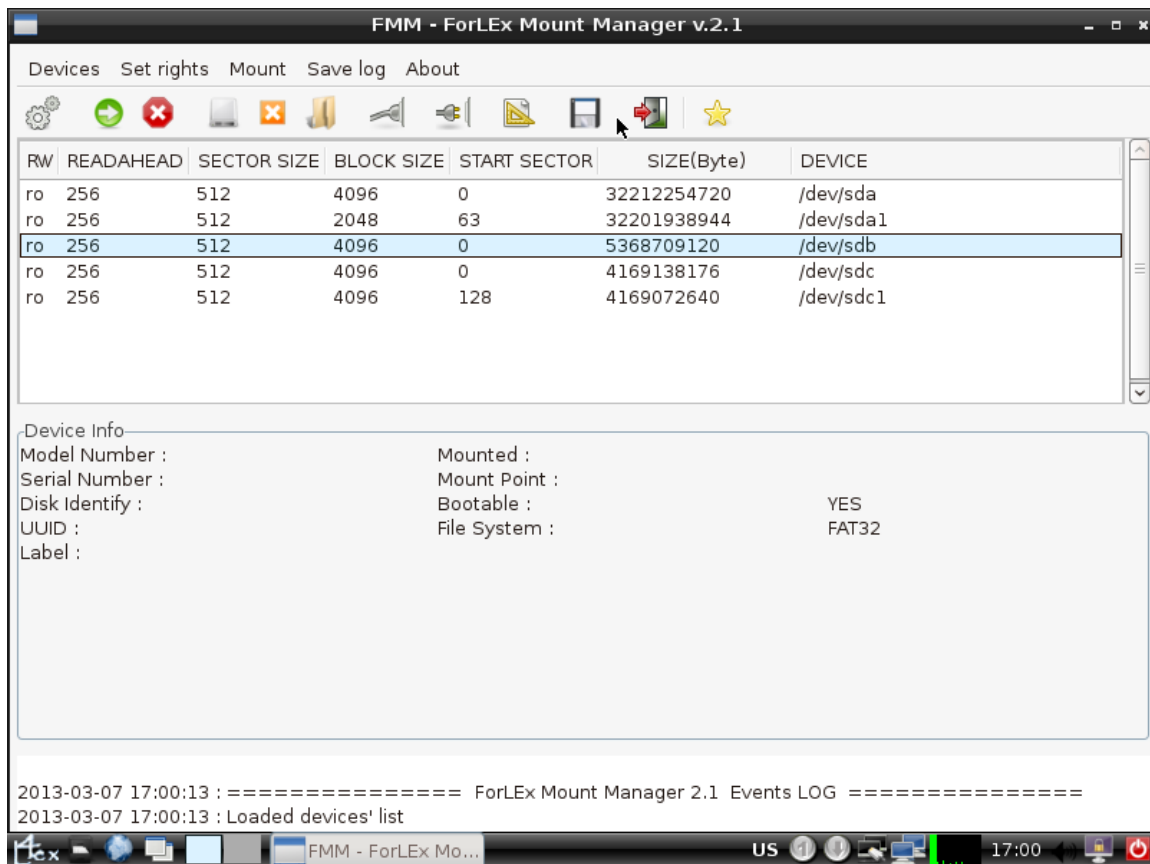 FMM - ForLEx Mount Manager v.2.1
Devices Set rights Mount Save log About
RW READAHEAD SECTOR SIZE BLOCK SIZE START SECTOR SIZE(Byte) DEVICE
ro 256 512 4096 0 32212254720 /dev/sda
ro 256 512 2048 63 32201938944 /dev/sda1
ro 256 512 4096 0 5368709120 /dev/sdb
ro 256 512 4096 0 4169138176 /dev/sdc
ro 256 512 4096 128 4169072640 /dev/sdc1
Device Info
Model Number : Mounted :
Serial Number : Mount Point :
Disk Identify : Bootable : YES
UUID : File System : FAT32
Label :
2013-03-07 17:00:13 : =============== ForLEx Mount Manager 2.1 Events LOG ===============
2013-03-07 17:00:13 : Loaded devices' list
FMM - ForLEx Mo... US 17:00